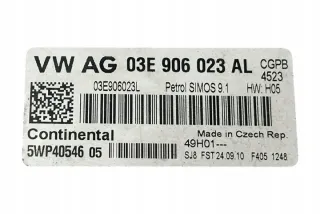 VW AG 03E 906 023 AL CGPB
4523
03E906023L Petrol SIMOS 9.1 HW: H05
Continental Made in Czech Rep.
5WP40546 05 49H01---
SJ8 FST 24.09.10 F405 1248